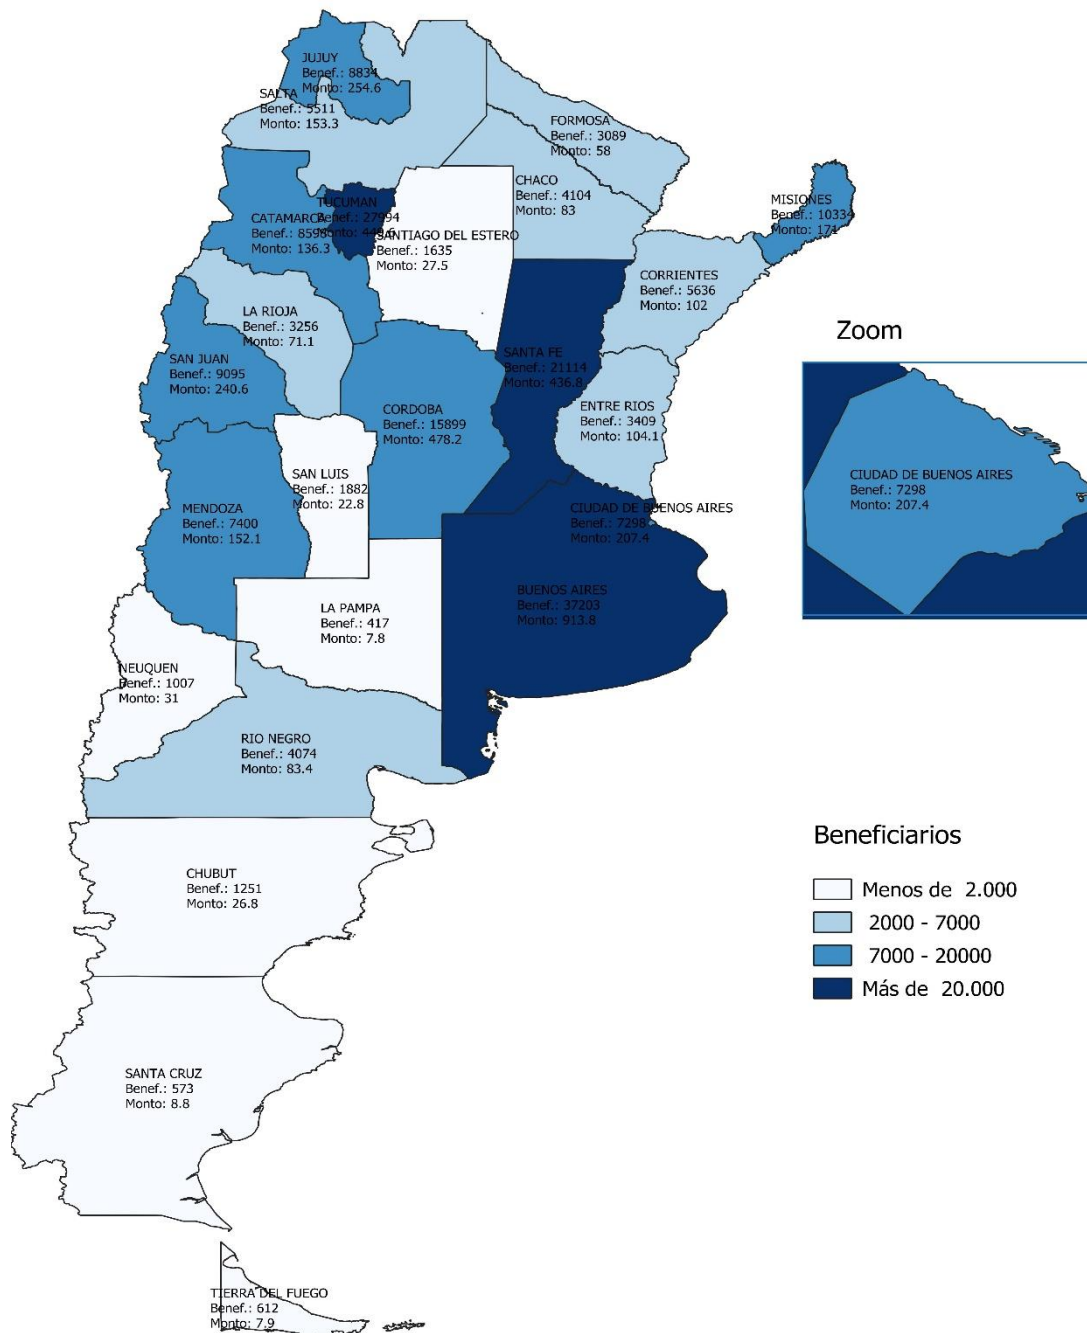 JUJUY
Benef.: 8834
Monto: 254.6
SALTA
Benef.: 5511
Monto: 153.3
FORMOSA
Benef.: 3089
Monto: 58
CHACO
Benef.: 4104
Monto: 83
MISIONES
Benef.: 10334
Monto: 171
TUCUMAN
Benef.: 27994
Monto: 449.6
CATAMARCA
Benef.: 8598
Monto: 136.3
SANTIAGO DEL ESTERO
Benef.: 1635
Monto: 27.5
CORRIENTES
Benef.: 5636
Monto: 102
LA RIOJA
Benef.: 3256
Monto: 71.1
SAN JUAN
Benef.: 9095
Monto: 240.6
SANTA FE
Benef.: 21114
Monto: 436.8
CORDOBA
Benef.: 15899
Monto: 478.2
ENTRE RIOS
Benef.: 3409
Monto: 104.1
SAN LUIS
Benef.: 1882
Monto: 22.8
MENDOZA
Benef.: 7400
Monto: 152.1
CIUDAD DE BUENOS AIRES
Benef.: 7298
Monto: 207.4
BUENOS AIRES
Benef.: 37203
Monto: 913.8
LA PAMPA
Benef.: 417
Monto: 7.8
NEUQUEN
Benef.: 1007
Monto: 31
RIO NEGRO
Benef.: 4074
Monto: 83.4
CHUBUT
Benef.: 1251
Monto: 26.8
SANTA CRUZ
Benef.: 573
Monto: 8.8
TIERRA DEL FUEGO
Benef.: 612
Monto: 7.9
Zoom
CIUDAD DE BUENOS AIRES
Benef.: 7298
Monto: 207.4
Beneficiarios
Menos de 2.000
2000 - 7000
7000 - 20000
Más de 20.000